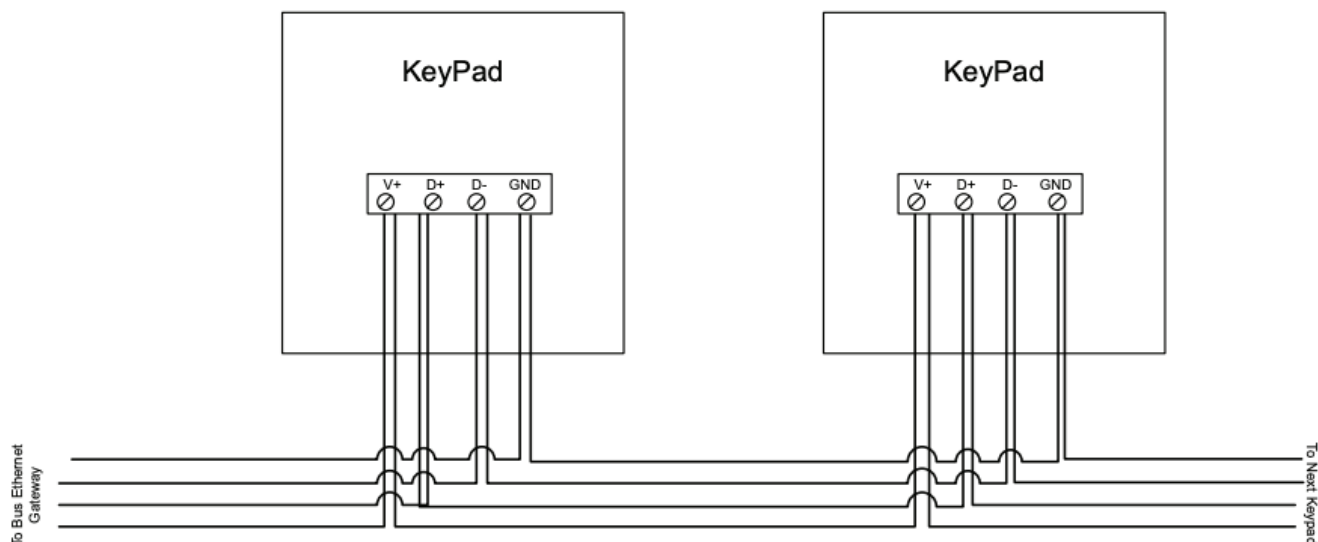 KeyPad
KeyPad
V+ D+ D- GND
V+ D+ D- GND
To Bus Ethernet
Gateway
To Next Keypad